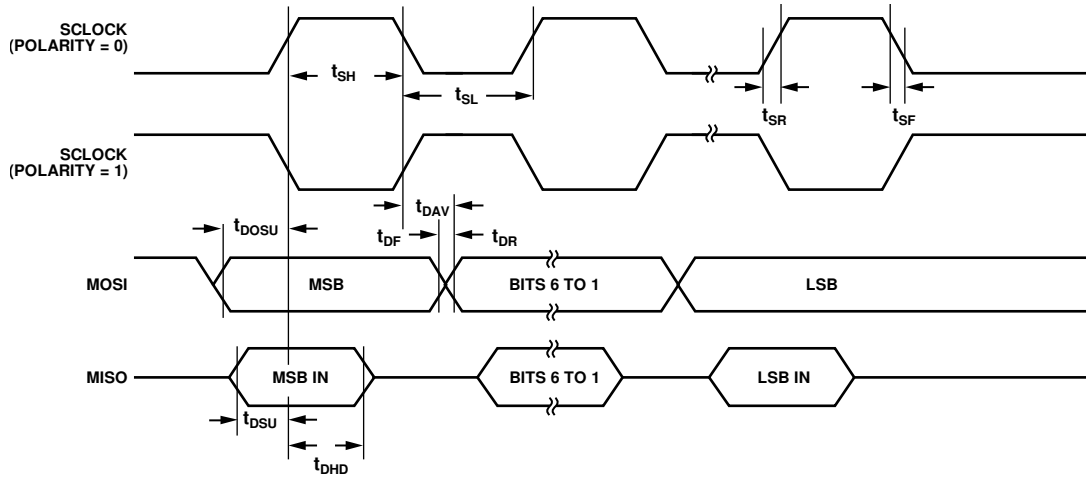 SCLOCK
(POLARITY = 0)
tSH
tSL
tSR
tSF
SCLOCK
(POLARITY = 1)
tDAV
tDOSU
tDF
tDR
MOSI
MSB
BITS 6 TO 1
LSB
MISO
MSB IN
BITS 6 TO 1
LSB IN
tDSU
tDHD